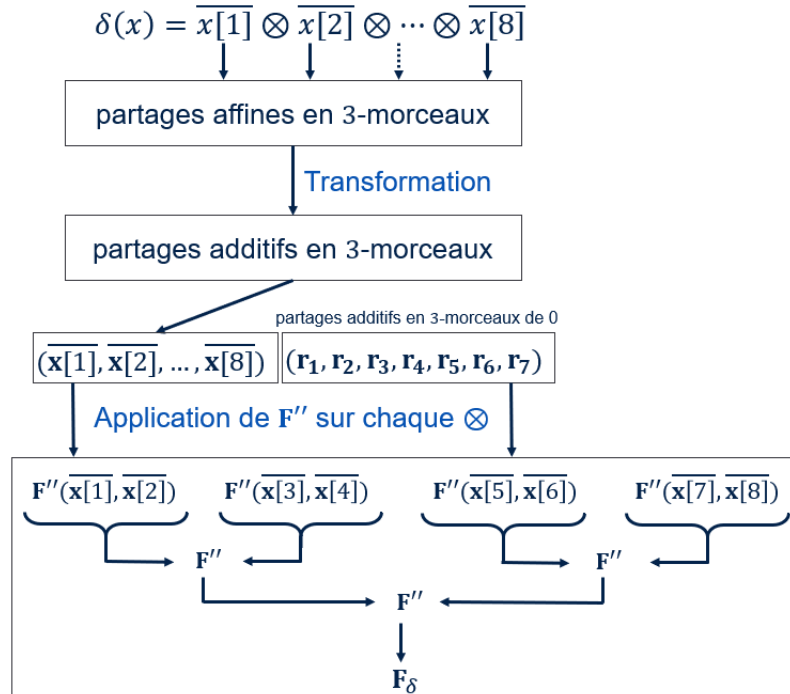 δ(x) = x̅[̅1̅]̅ ⊗ x̅[̅2̅]̅ ⊗ ⋯ ⊗ x̅[̅8̅]̅
partages affines en 3-morceaux
Transformation
partages additifs en 3-morceaux
partages additifs en 3-morceaux de 0
(x̅[̅1̅]̅, x̅[̅2̅]̅, …, x̅[̅8̅]̅) (r₁, r₂, r₃, r₄, r₅, r₆, r₇)
Application de F′′ sur chaque ⊗
F′′(x̅[̅1̅]̅, x̅[̅2̅]̅) F′′(x̅[̅3̅]̅, x̅[̅4̅]̅) F′′(x̅[̅5̅]̅, x̅[̅6̅]̅) F′′(x̅[̅7̅]̅, x̅[̅8̅]̅)
F′′ F′′
F′′
F_δ